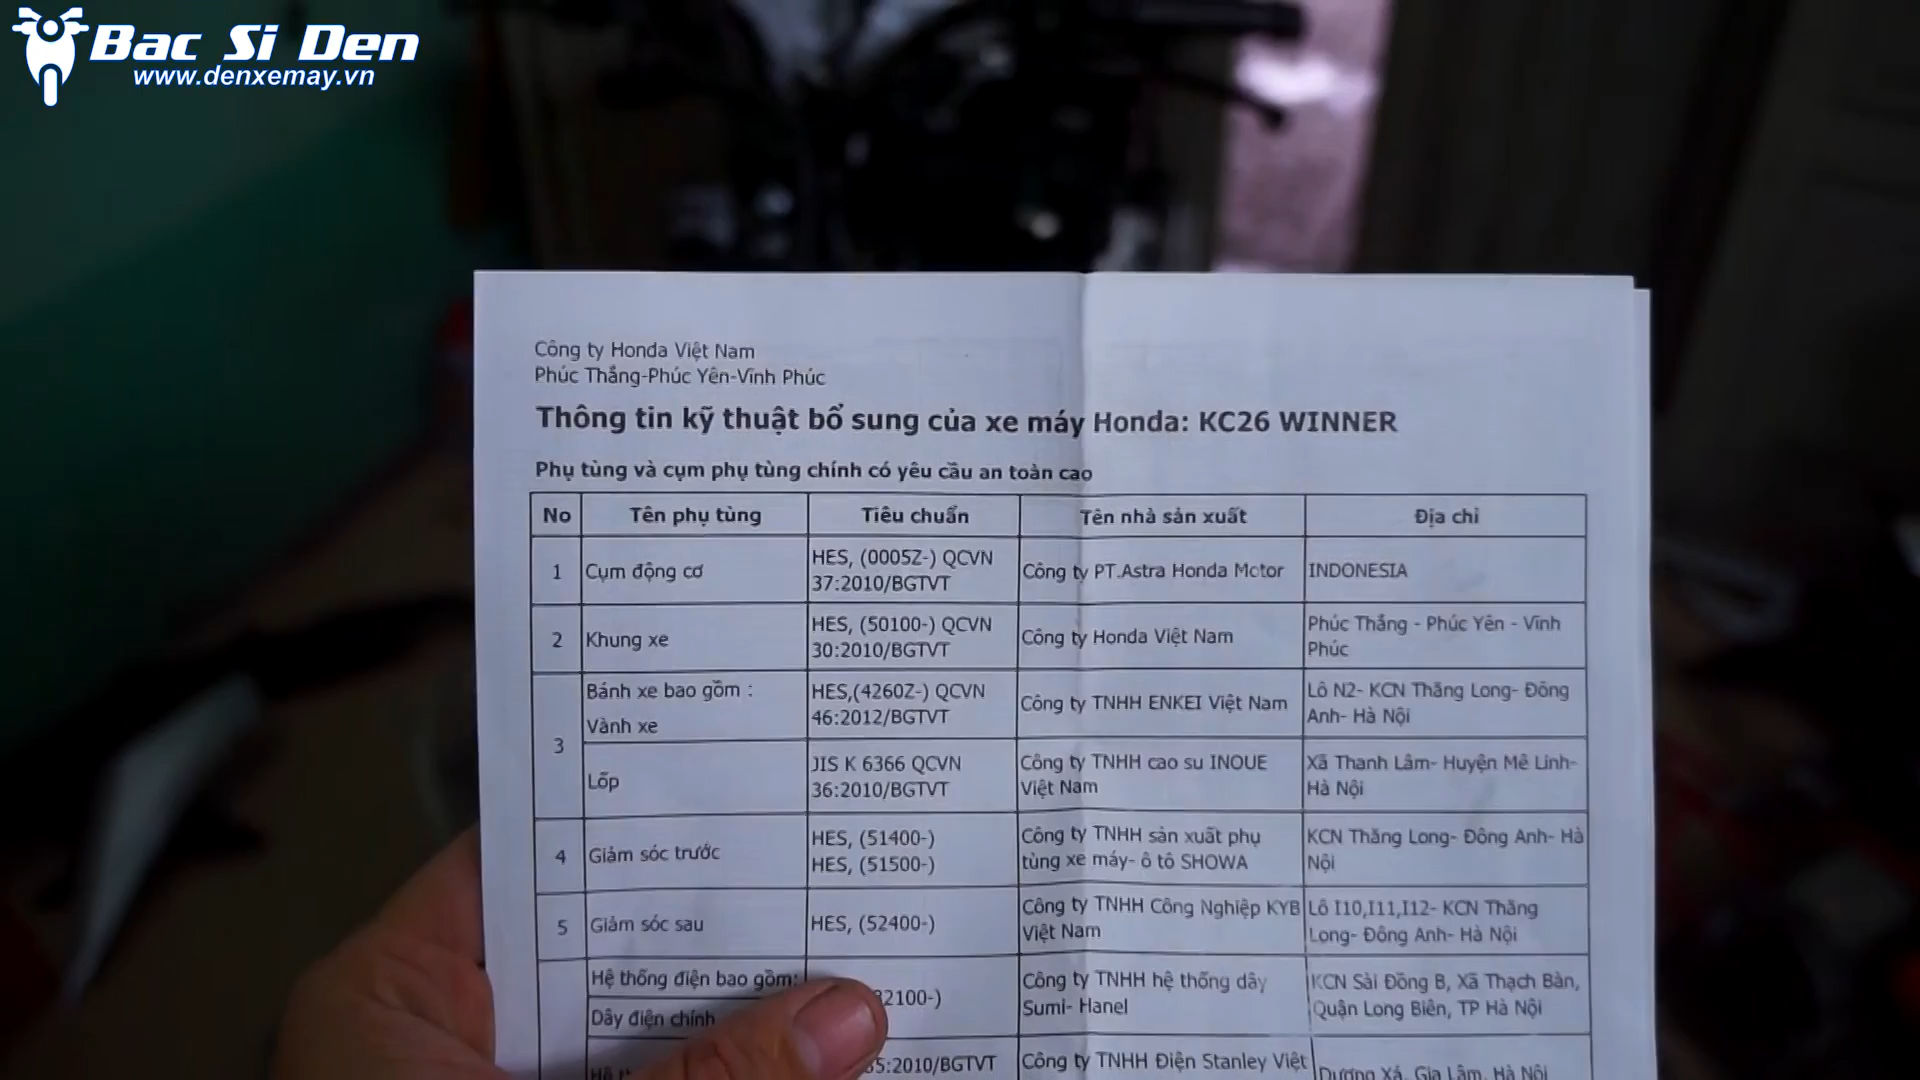 Bac Si Den
www.denxemay.vn
Công ty Honda Việt Nam
Phúc Thắng-Phúc Yên-Vĩnh Phúc
Thông tin kỹ thuật bổ sung của xe máy Honda: KC26 WINNER
Phụ tùng và cụm phụ tùng chính có yêu cầu an toàn cao
No Tên phụ tùng Tiêu chuẩn Tên nhà sản xuất Địa chỉ
1 Cụm động cơ HES, (0005Z-) QCVN
37:2010/BGTVT Công ty PT.Astra Honda Motor INDONESIA
2 Khung xe HES, (50100-) QCVN
30:2010/BGTVT Công ty Honda Việt Nam Phúc Thắng - Phúc Yên - Vĩnh
Phúc
3 Bánh xe bao gồm :
Vành xe HES,(4260Z-) QCVN
46:2012/BGTVT Công ty TNHH ENKEI Việt Nam Lô N2- KCN Thăng Long- Đông
Anh- Hà Nội
Lốp JIS K 6366 QCVN
36:2010/BGTVT Công ty TNHH cao su INOUE
Việt Nam Xã Thanh Lâm- Huyện Mê Linh-
Hà Nội
4 Giảm sóc trước HES, (51400-)
HES, (51500-) Công ty TNHH sản xuất phụ
tùng xe máy- ô tô SHOWA KCN Thăng Long- Đông Anh- Hà
Nội
5 Giảm sóc sau HES, (52400-) Công ty TNHH Công Nghiệp KYB
Việt Nam Lô I10,I11,I12- KCN Thăng
Long- Đông Anh- Hà Nội
Hệ thống điện bao gồm:
Dây điện chính 2100-) Công ty TNHH hệ thống dây
Sumi- Hanel KCN Sài Đồng B, Xã Thạch Bàn,
Quận Long Biên, TP Hà Nội
5:2010/BGTVT Công ty TNHH Điện Stanley Việt
Dương Xá, Gia Lâm, Hà Nội